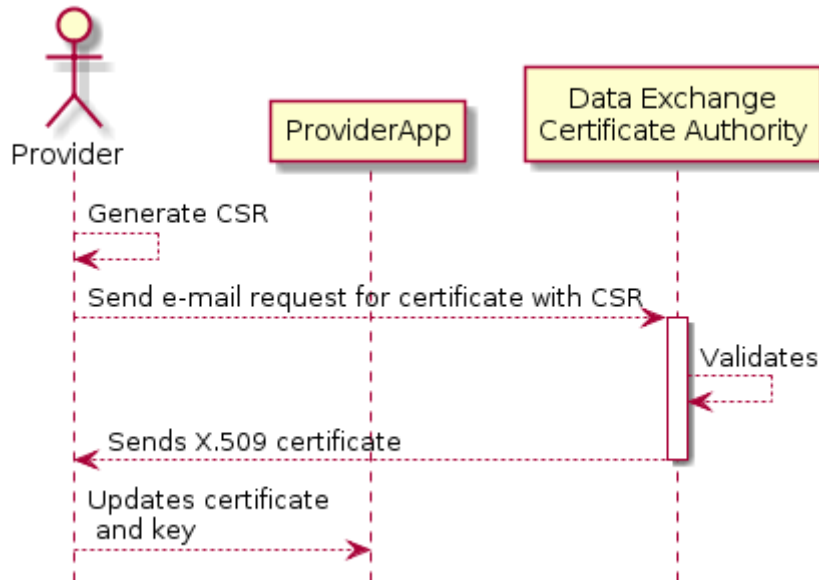 Provider
ProviderApp
Data Exchange
Certificate Authority
Generate CSR
Send e-mail request for certificate with CSR
Validates
Sends X.509 certificate
Updates certificate
and key